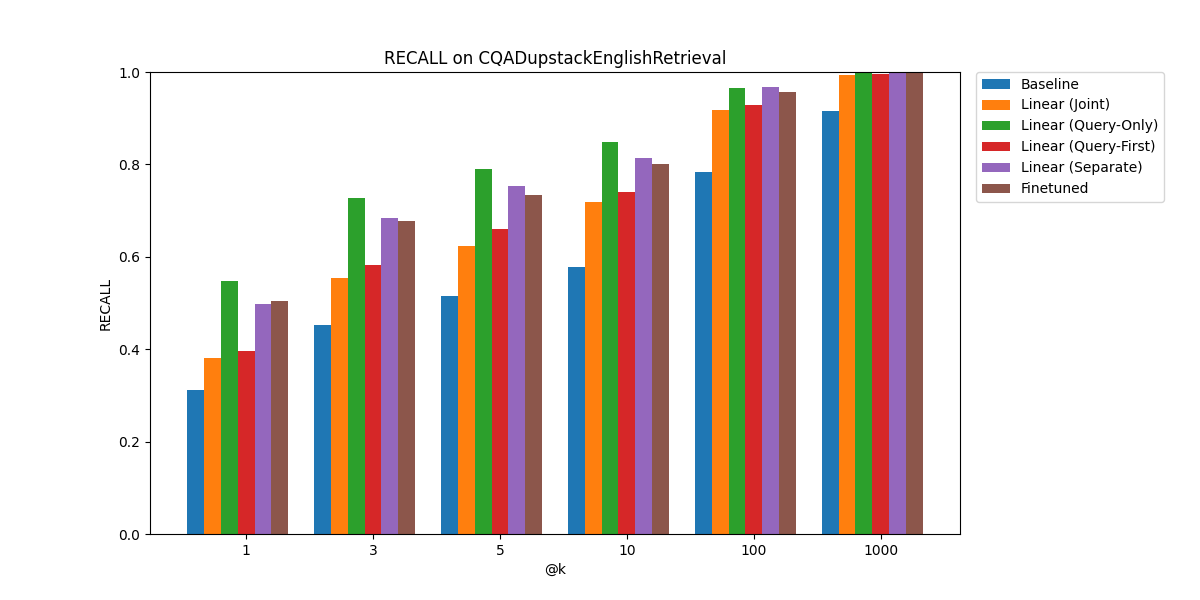 RECALL on CQADupstackEnglishRetrieval
1.0
0.8
0.6
0.4
0.2
0.0
RECALL
1 3 5 10 100 1000
@k
Baseline
Linear (Joint)
Linear (Query-Only)
Linear (Query-First)
Linear (Separate)
Finetuned